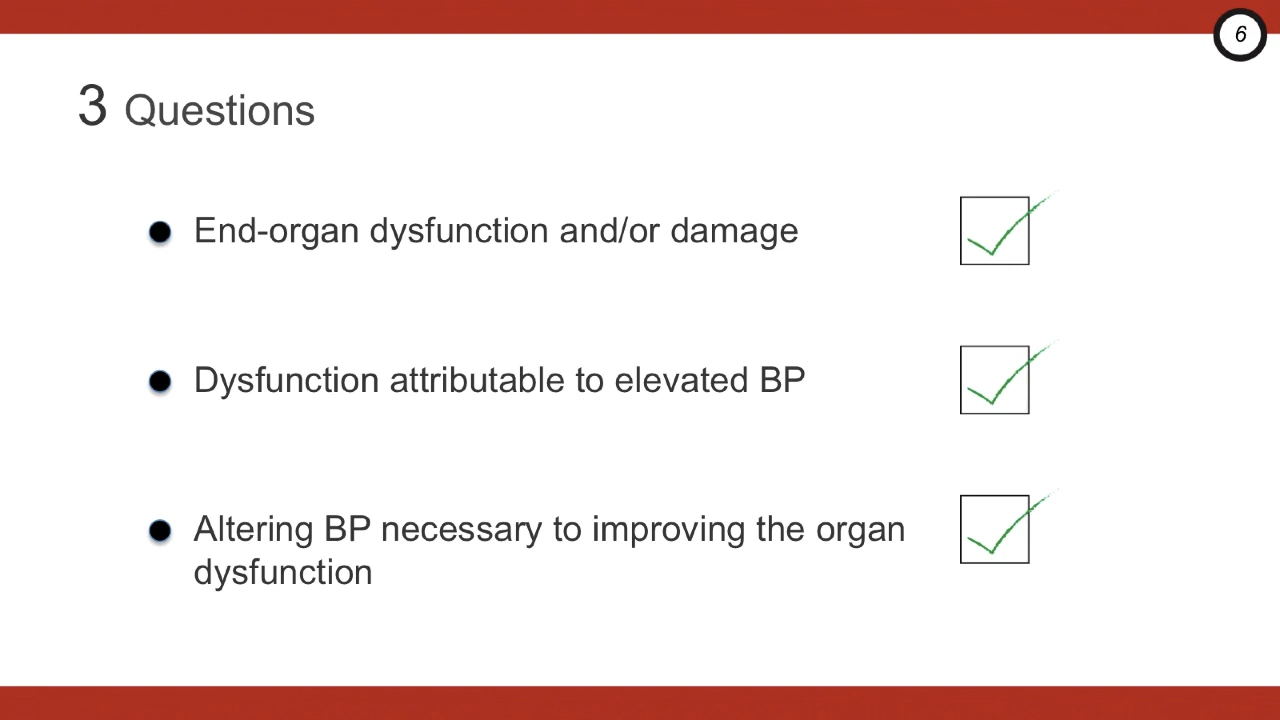 6
3 Questions
End-organ dysfunction and/or damage
Dysfunction attributable to elevated BP
Altering BP necessary to improving the organ
dysfunction